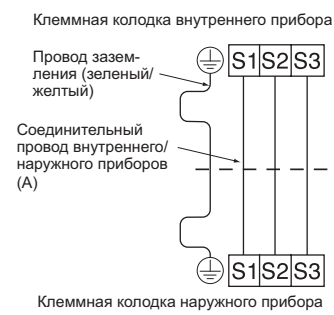 Клеммная колодка внутреннего прибора
Провод зазем-
ления (зеленый/
желтый)
S1 S2 S3
Соединительный
провод внутреннего/
наружного приборов
(A)
S1 S2 S3
Клеммная колодка наружного прибора